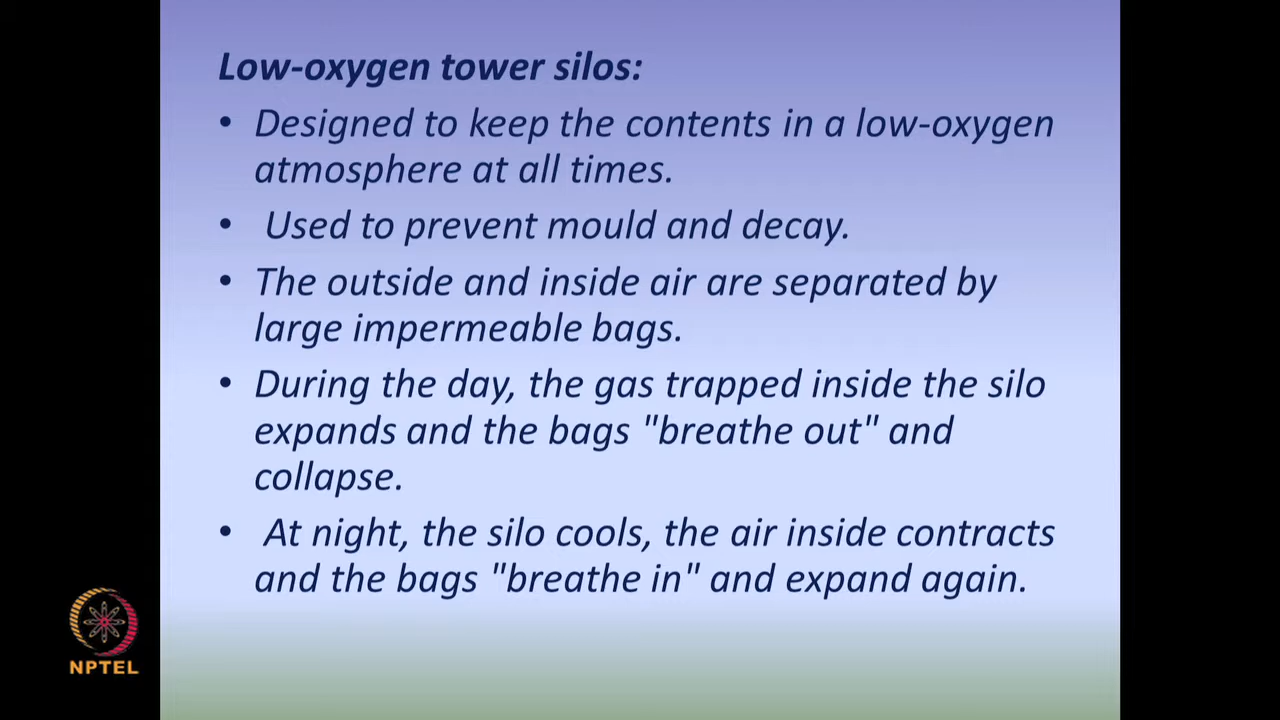 Low-oxygen tower silos:
• Designed to keep the contents in a low-oxygen
atmosphere at all times.
• Used to prevent mould and decay.
• The outside and inside air are separated by
large impermeable bags.
• During the day, the gas trapped inside the silo
expands and the bags "breathe out" and
collapse.
• At night, the silo cools, the air inside contracts
and the bags "breathe in" and expand again.
NPTEL